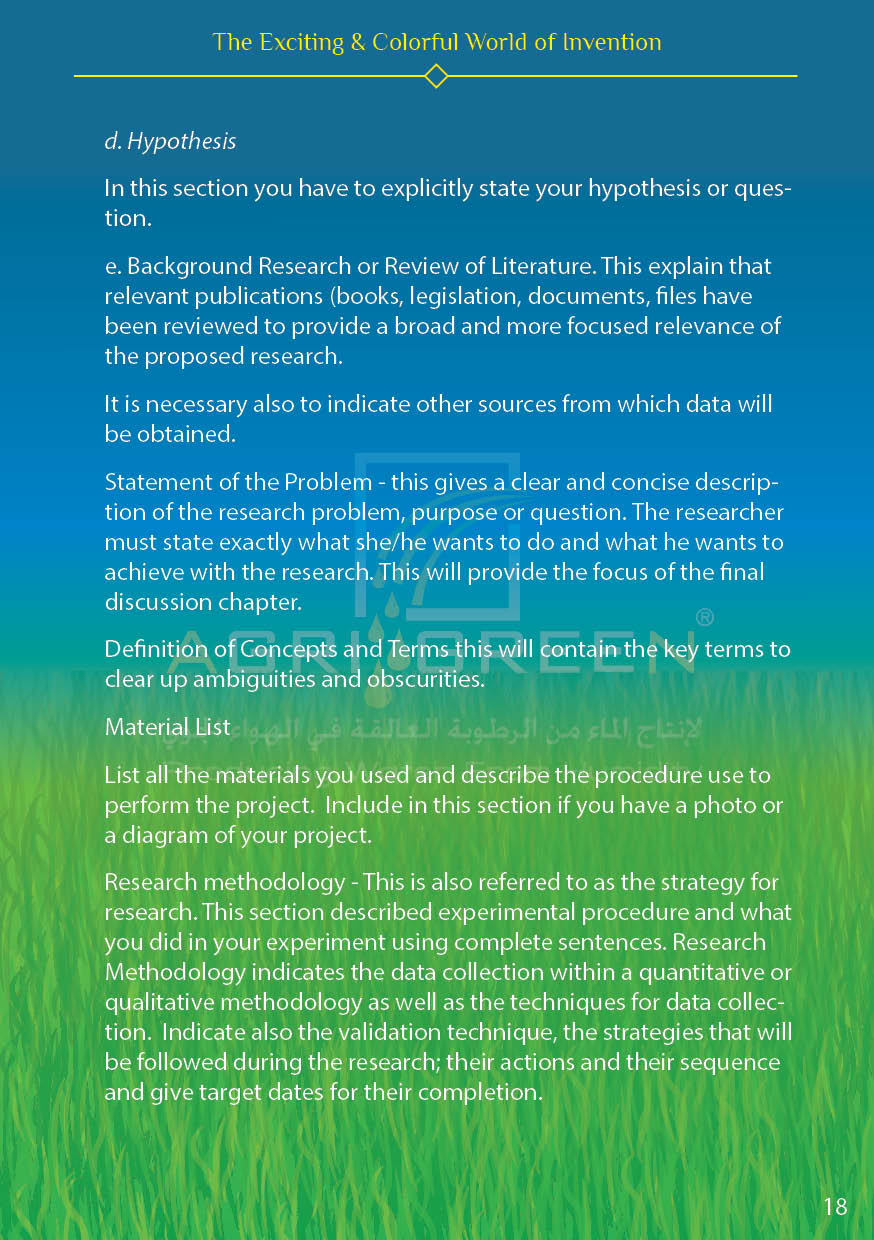 The Exciting & Colorful World of Invention
d. Hypothesis
In this section you have to explicitly state your hypothesis or ques-
tion.
e. Background Research or Review of Literature. This explain that
relevant publications (books, legislation, documents, files have
been reviewed to provide a broad and more focused relevance of
the proposed research.
It is necessary also to indicate other sources from which data will
be obtained.
Statement of the Problem - this gives a clear and concise descrip-
tion of the research problem, purpose or question. The researcher
must state exactly what she/he wants to do and what he wants to
achieve with the research. This will provide the focus of the final
discussion chapter.
AGRI GREEN®
Definition of Concepts and Terms this will contain the key terms to
clear up ambiguities and obscurities.
لإنتاج الماء من الرطوبة العالقة في الهواء
Material List
List all the materials you used and describe the procedure use to
perform the project. Include in this section if you have a photo or
a diagram of your project.
Research methodology - This is also referred to as the strategy for
research. This section described experimental procedure and what
you did in your experiment using complete sentences. Research
Methodology indicates the data collection within a quantitative or
qualitative methodology as well as the techniques for data collec-
tion. Indicate also the validation technique, the strategies that will
be followed during the research; their actions and their sequence
and give target dates for their completion.
18